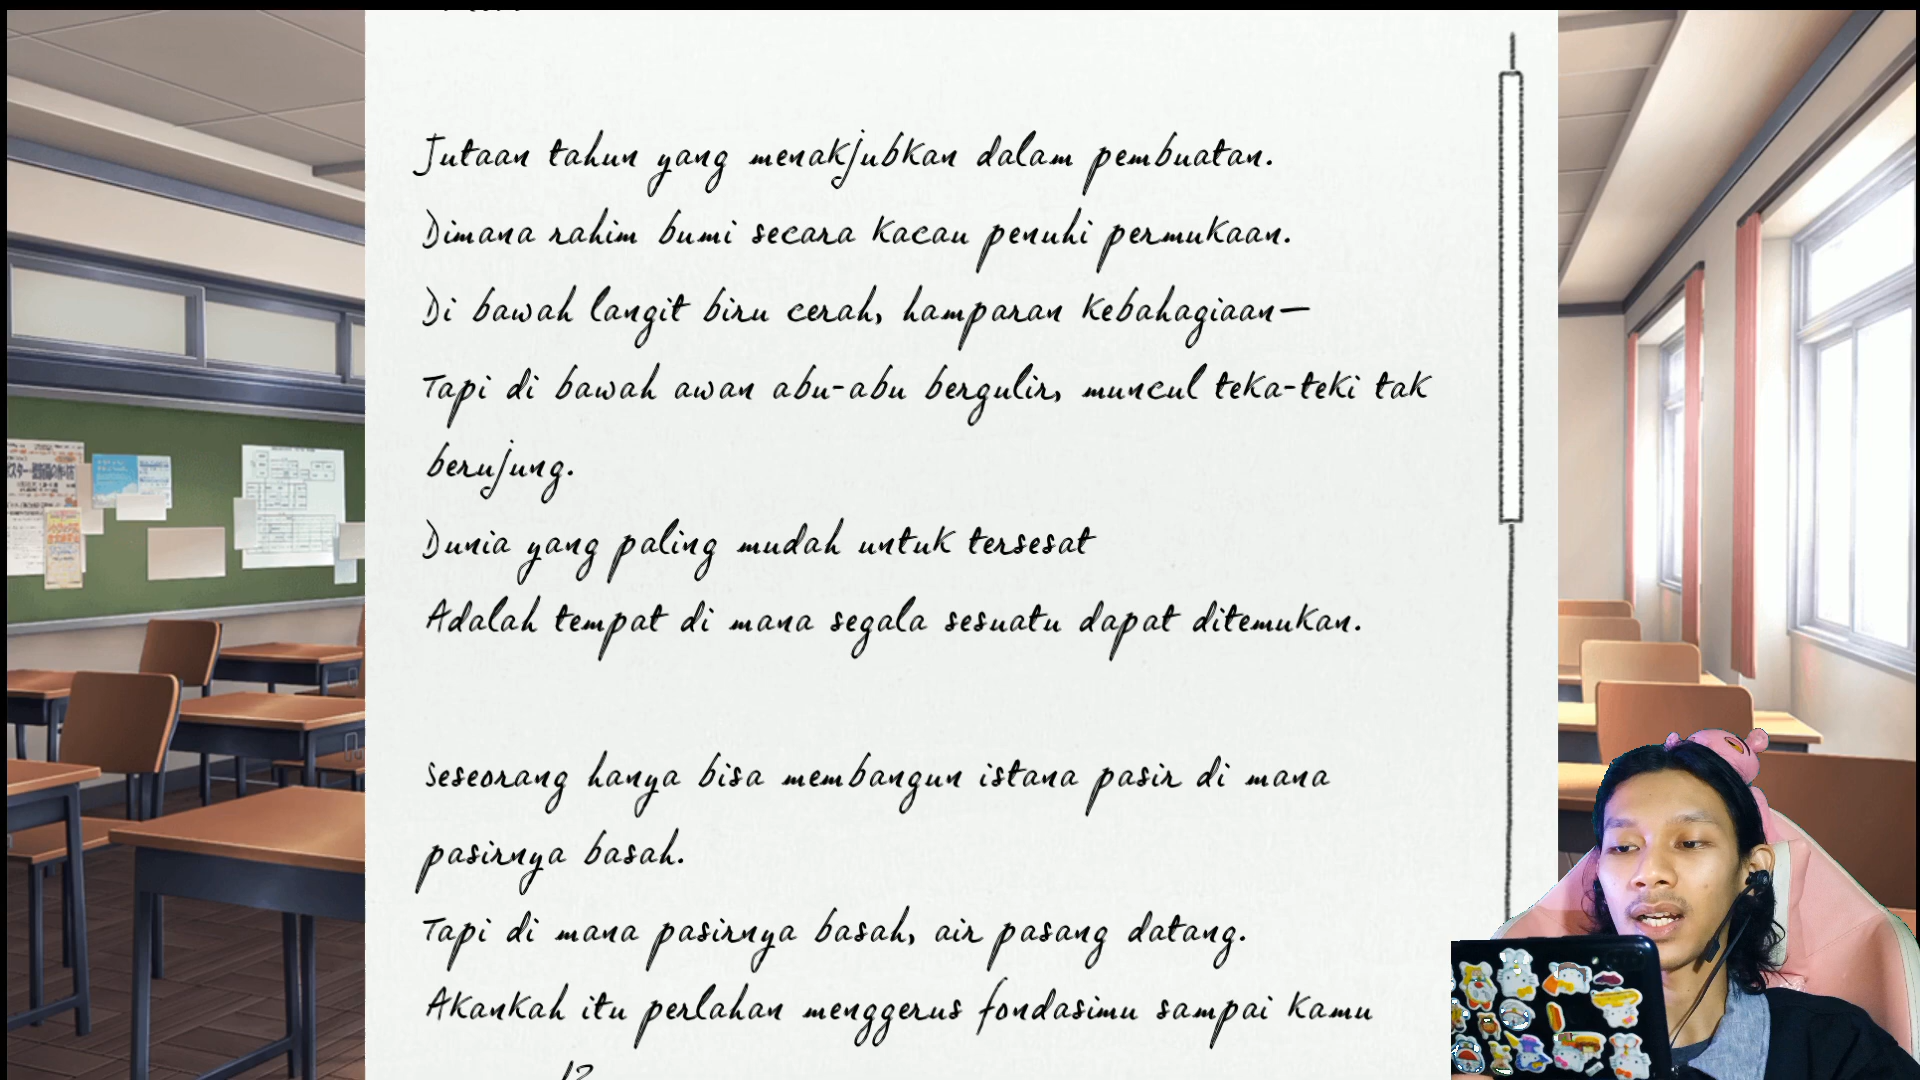 Jutaan tahun yang menakjubkan dalam pembuatan.
Dimana rahim bumi secara kacau penuhi permukaan.
Di bawah langit biru cerah, hamparan kebahagiaan—
Tapi di bawah awan abu-abu bergulir, muncul teka-teki tak
berujung.
Dunia yang paling mudah untuk tersesat
Adalah tempat di mana segala sesuatu dapat ditemukan.
Seseorang hanya bisa membangun istana pasir di mana
pasirnya basah.
Tapi di mana pasirnya basah, air pasang datang.
Akankah itu perlahan menggerus fondasimu sampai kamu